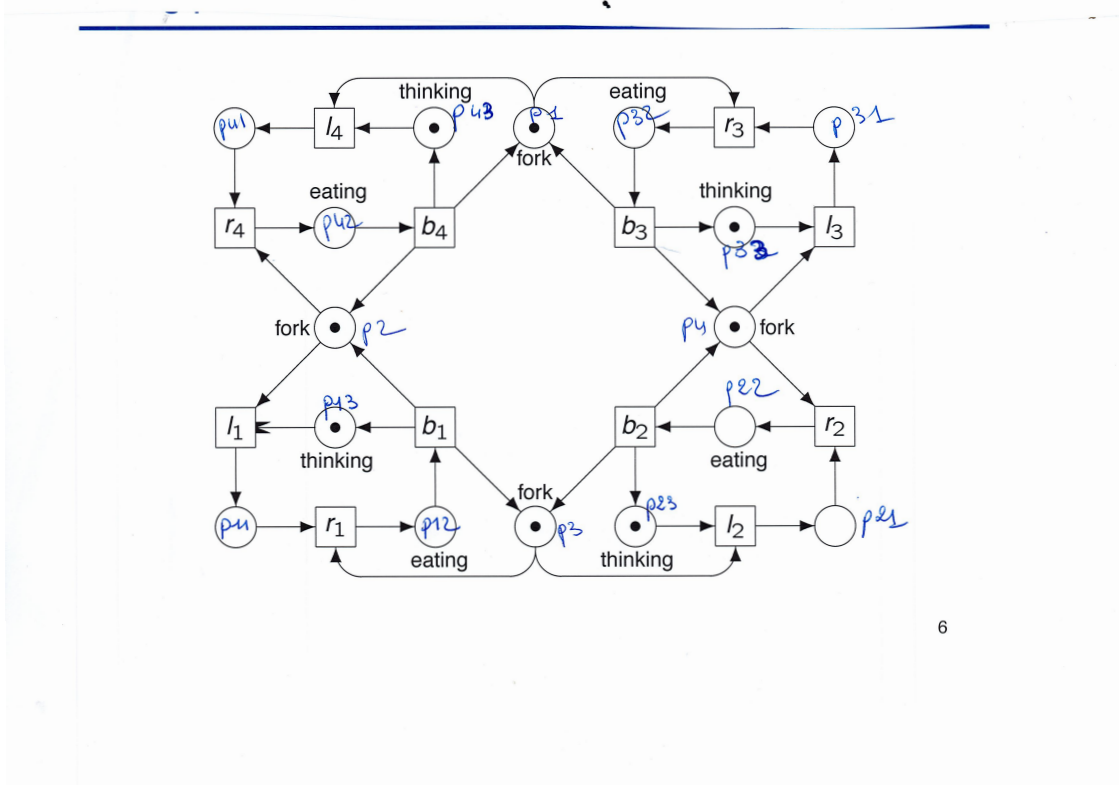 thinking eating
p41 l4 p43 p1 p32 r3 p31
fork
eating thinking
r4 p42 b4 b3 l3
p33
fork p2 p4 fork
p22
l1 p13 b1 b2 r2
thinking eating
fork
p11 r1 p12 p3 p23 l2 p21
eating thinking
6